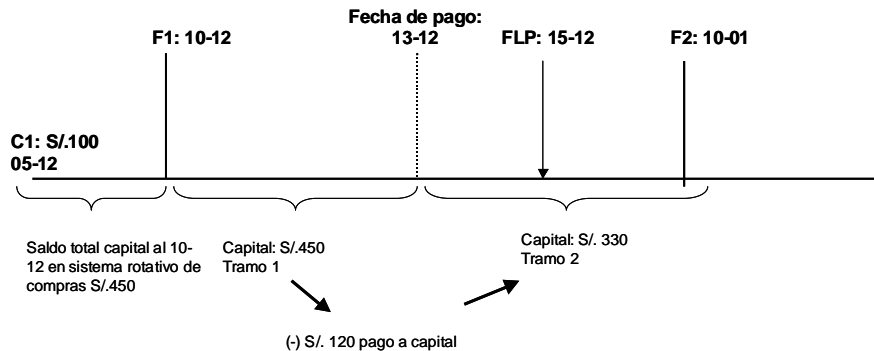 Fecha de pago:
F1: 10-12
13-12
FLP: 15-12
F2: 10-01
C1: S/.100
05-12
Saldo total capital al 10-
12 en sistema rotativo de
compras S/.450
Capital: S/.450
Tramo 1
Capital: S/. 330
Tramo 2
(-) S/. 120 pago a capital